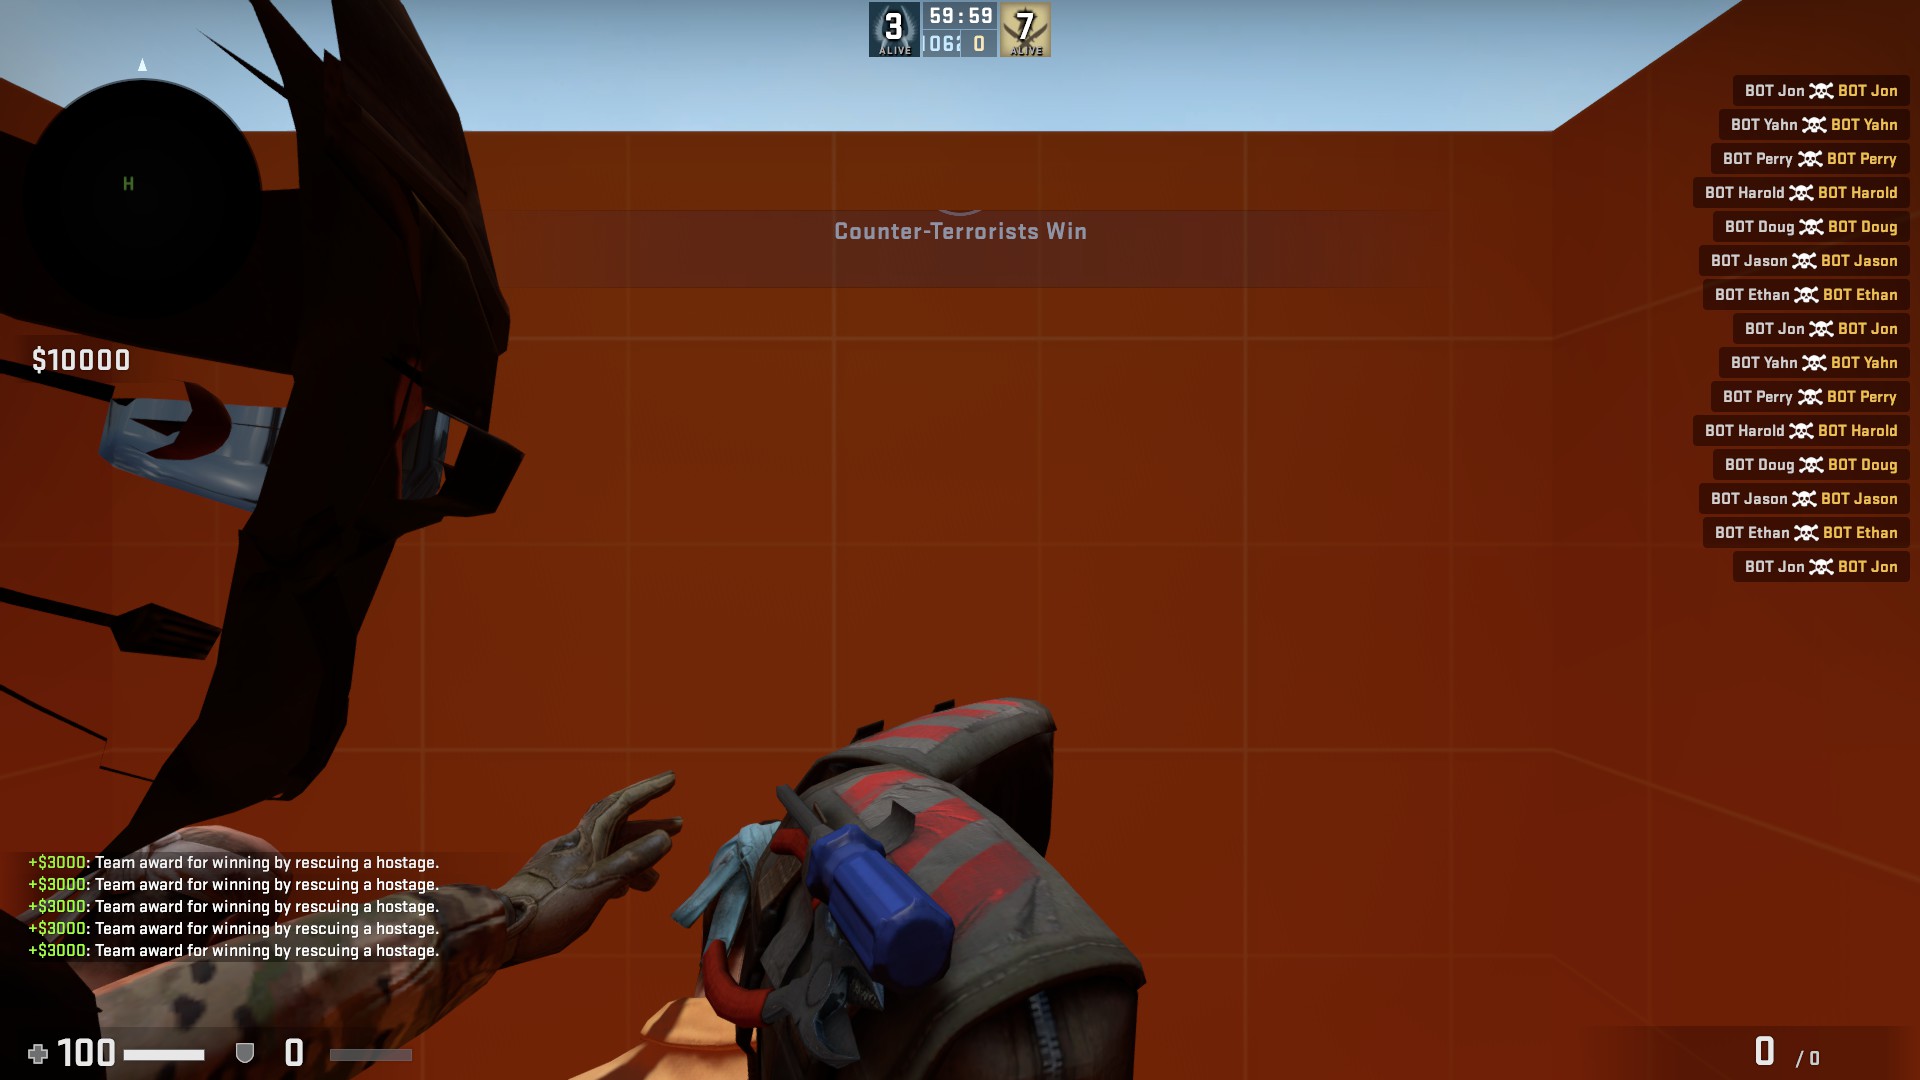 3
ALIVE
59:59
0
7
ALIVE
H
Counter-Terrorists Win
$10000
BOT Jon BOT Jon
BOT Yahn BOT Yahn
BOT Perry BOT Perry
BOT Harold BOT Harold
BOT Doug BOT Doug
BOT Jason BOT Jason
BOT Ethan BOT Ethan
BOT Jon BOT Jon
BOT Yahn BOT Yahn
BOT Perry BOT Perry
BOT Harold BOT Harold
BOT Doug BOT Doug
BOT Jason BOT Jason
BOT Ethan BOT Ethan
BOT Jon BOT Jon
+$3000: Team award for winning by rescuing a hostage.
+$3000: Team award for winning by rescuing a hostage.
+$3000: Team award for winning by rescuing a hostage.
+$3000: Team award for winning by rescuing a hostage.
+$3000: Team award for winning by rescuing a hostage.
100 0
0 / 0